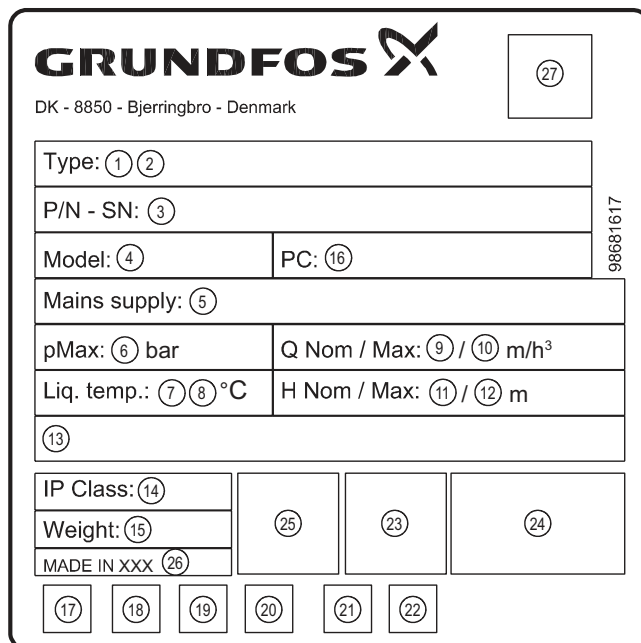 GRUNDFOS
27
DK - 8850 - Bjerringbro - Denmark
Type: 1 2
P/N - SN: 3
98681617
Model: 4 PC: 16
Mains supply: 5
pMax: 6 bar Q Nom / Max: 9 / 10 m/h³
Liq. temp.: 7 8 °C H Nom / Max: 11 / 12 m
13
IP Class: 14
Weight: 15
25 23 24
MADE IN XXX 26
17 18 19 20 21 22